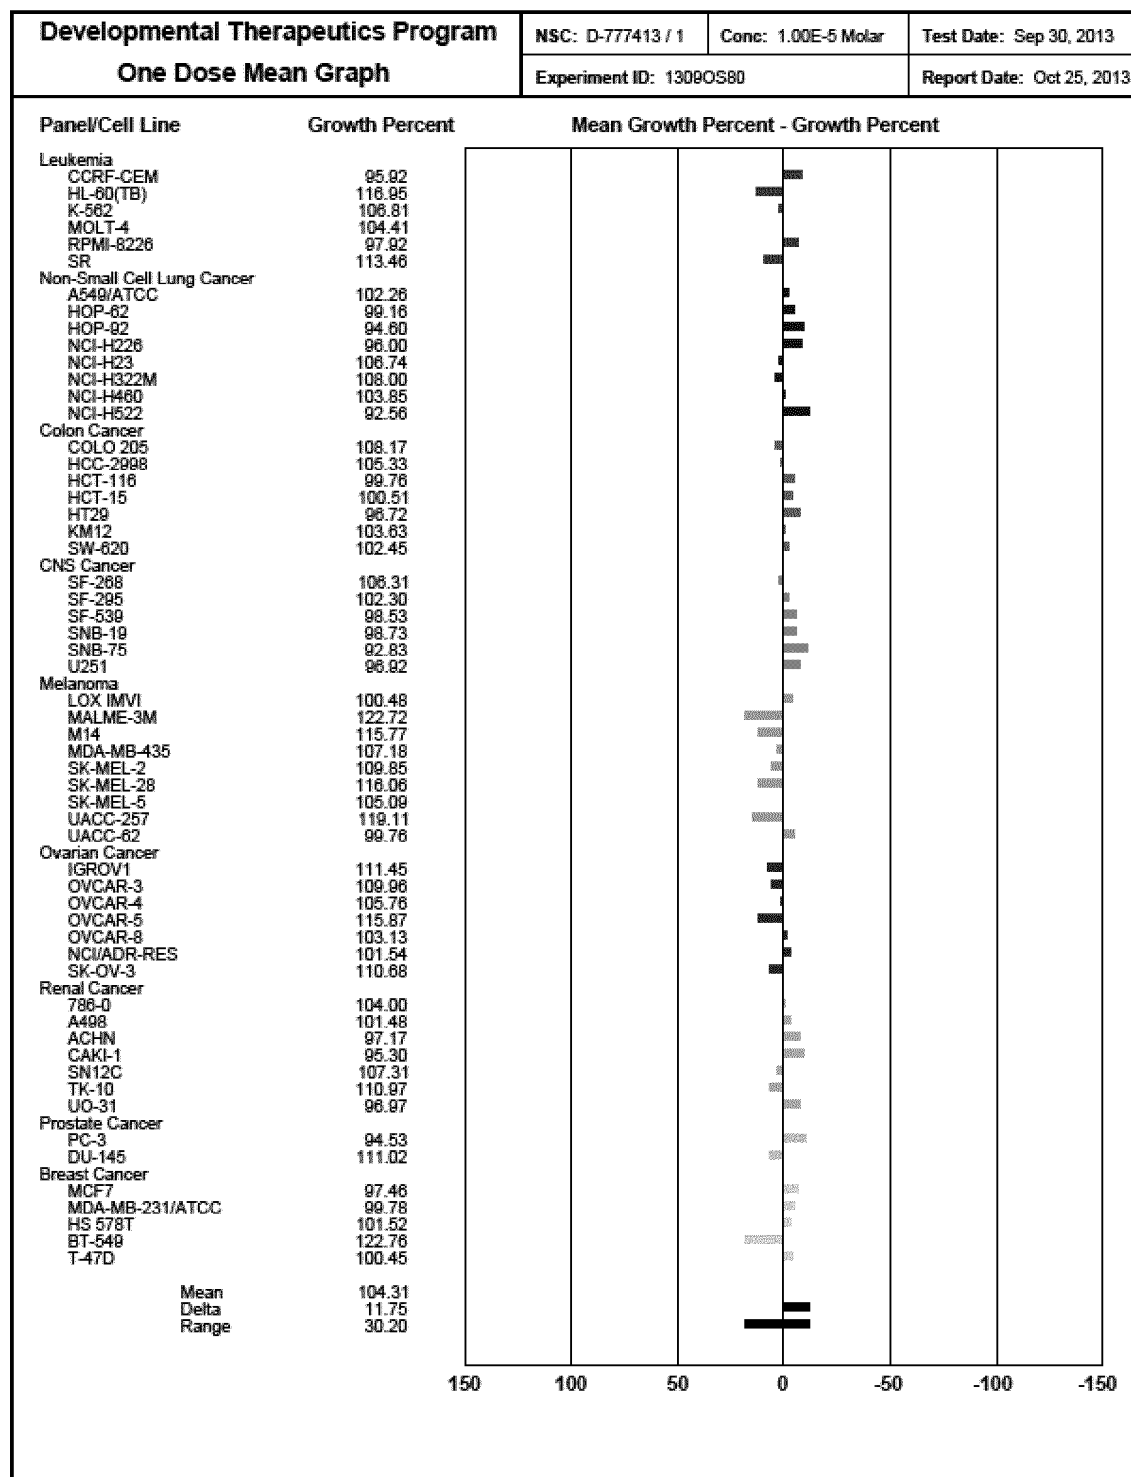 Developmental Therapeutics Program
One Dose Mean Graph
NSC: D-777413 / 1
Conc: 1.00E-5 Molar
Test Date: Sep 30, 2013
Experiment ID: 1309OS80
Report Date: Oct 25, 2013
Panel/Cell Line Growth Percent Mean Growth Percent - Growth Percent
Leukemia
CCRF-CEM 95.92
HL-60(TB) 116.95
K-562 106.81
MOLT-4 104.41
RPMI-8226 97.92
SR 113.46
Non-Small Cell Lung Cancer
A549/ATCC 102.26
HOP-62 99.16
HOP-92 94.60
NCI-H226 96.00
NCI-H23 106.74
NCI-H322M 108.00
NCI-H460 103.85
NCI-H522 92.56
Colon Cancer
COLO 205 108.17
HCC-2998 105.33
HCT-116 99.76
HCT-15 100.51
HT29 96.72
KM12 103.63
SW-620 102.45
CNS Cancer
SF-268 106.31
SF-295 102.30
SF-539 98.53
SNB-19 98.73
SNB-75 92.83
U251 96.92
Melanoma
LOX IMVI 100.48
MALME-3M 122.72
M14 115.77
MDA-MB-435 107.18
SK-MEL-2 109.85
SK-MEL-28 116.06
SK-MEL-5 105.09
UACC-257 119.11
UACC-62 99.76
Ovarian Cancer
IGROV1 111.45
OVCAR-3 109.96
OVCAR-4 105.76
OVCAR-5 115.87
OVCAR-8 103.13
NCI/ADR-RES 101.54
SK-OV-3 110.68
Renal Cancer
786-0 104.00
A498 101.48
ACHN 97.17
CAKI-1 95.30
SN12C 107.31
TK-10 110.97
UO-31 96.97
Prostate Cancer
PC-3 94.53
DU-145 111.02
Breast Cancer
MCF7 97.46
MDA-MB-231/ATCC 99.78
HS 578T 101.52
BT-549 122.76
T-47D 100.45
Mean 104.31
Delta 11.75
Range 30.20
150 100 50 0 -50 -100 -150